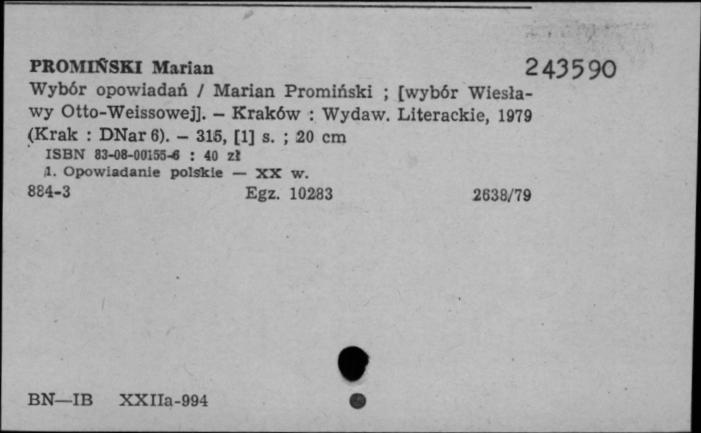 PROMIŃSKI Marian 243590
Wybór opowiadań / Marian Promiński ; [wybór Wiesła-
wy Otto-Weissowej]. — Kraków : Wydaw. Literackie, 1979
(Krak : DNar 6). — 315, [1] s. ; 20 cm
ISBN 83-08-00155-6 : 40 zł
1. Opowiadanie polskie — XX w.
884-3 Egz. 10283 2638/79
BN—IB XXIIa-994